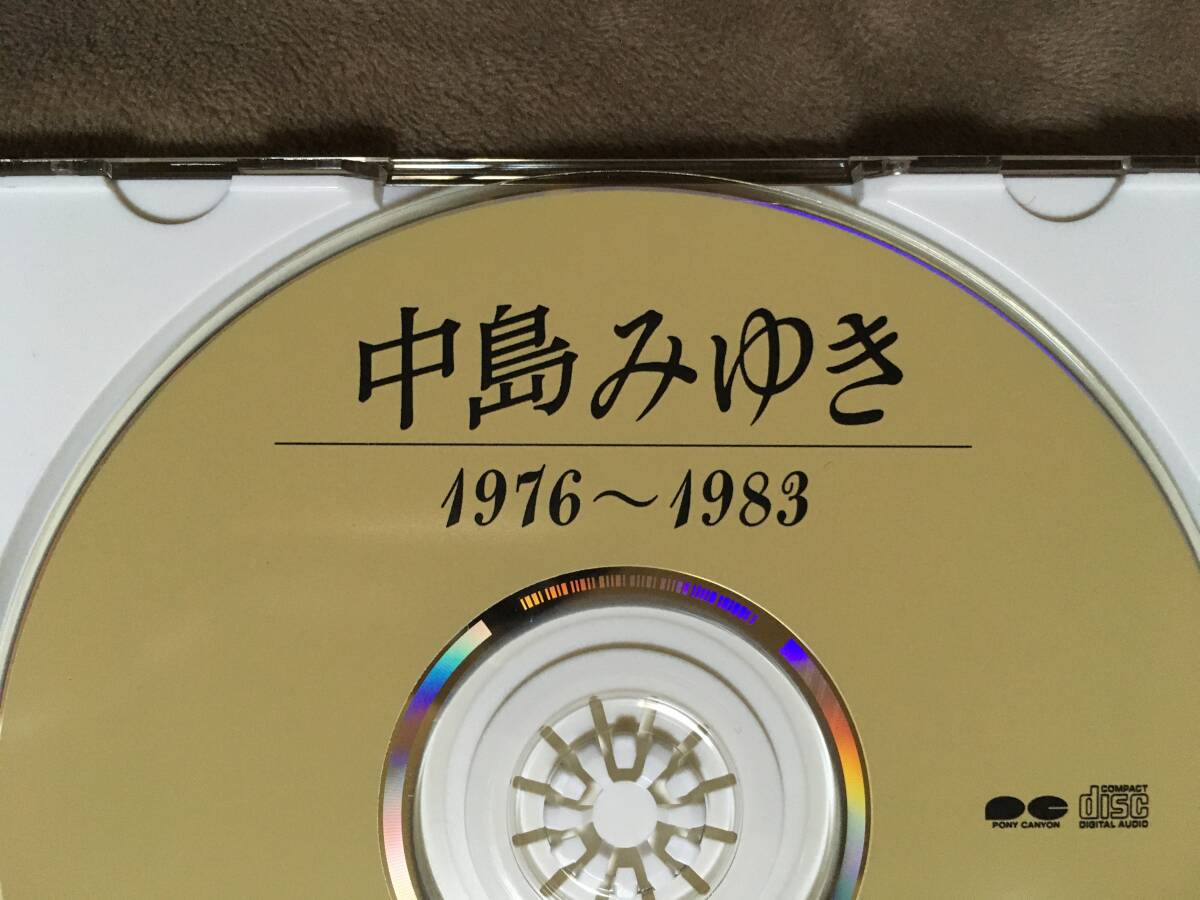 中島みゆき
1976〜1983
PONY CANYON
COMPACT
disc
DIGITAL AUDIO